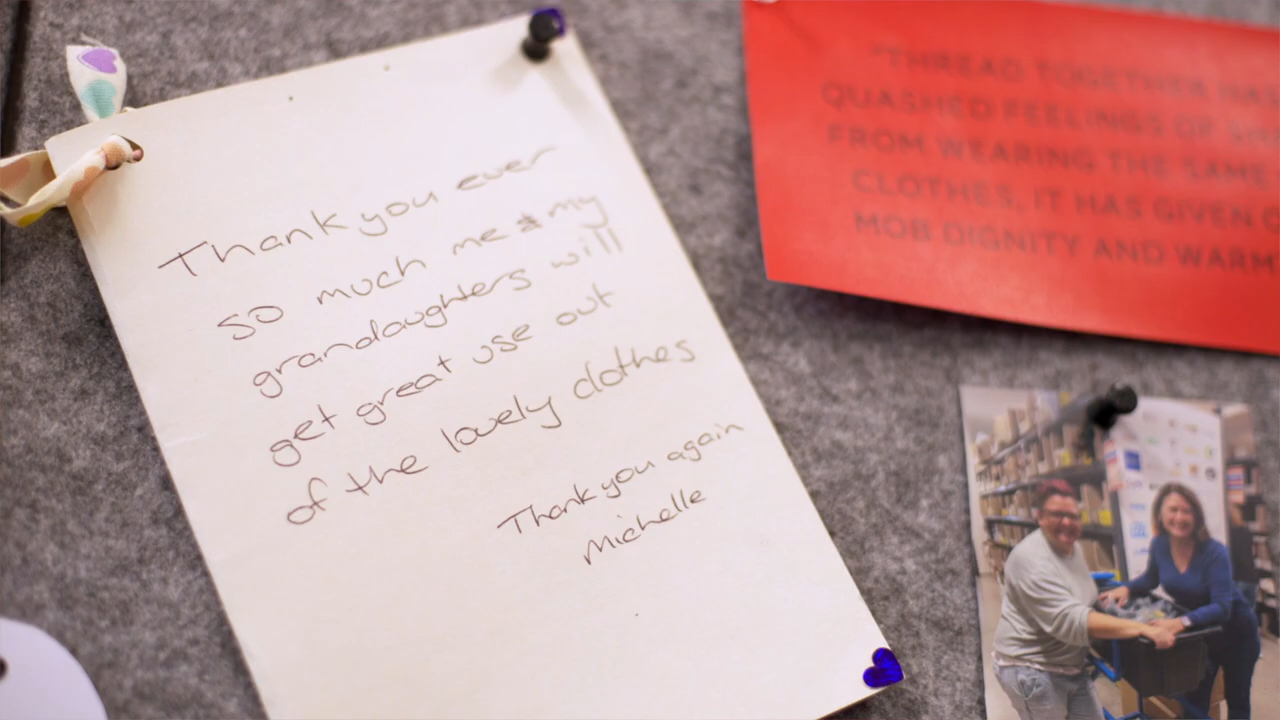 Thank you ever
so much me & my
grandaughters will
get great use out
of the lovely clothes
Thank you again
Michelle
"THREAD TOGETHER HAS
QUASHED FEELINGS OF
FROM WEARING THE SAME
CLOTHES, IT HAS GIVEN
MOB DIGNITY AND WARM